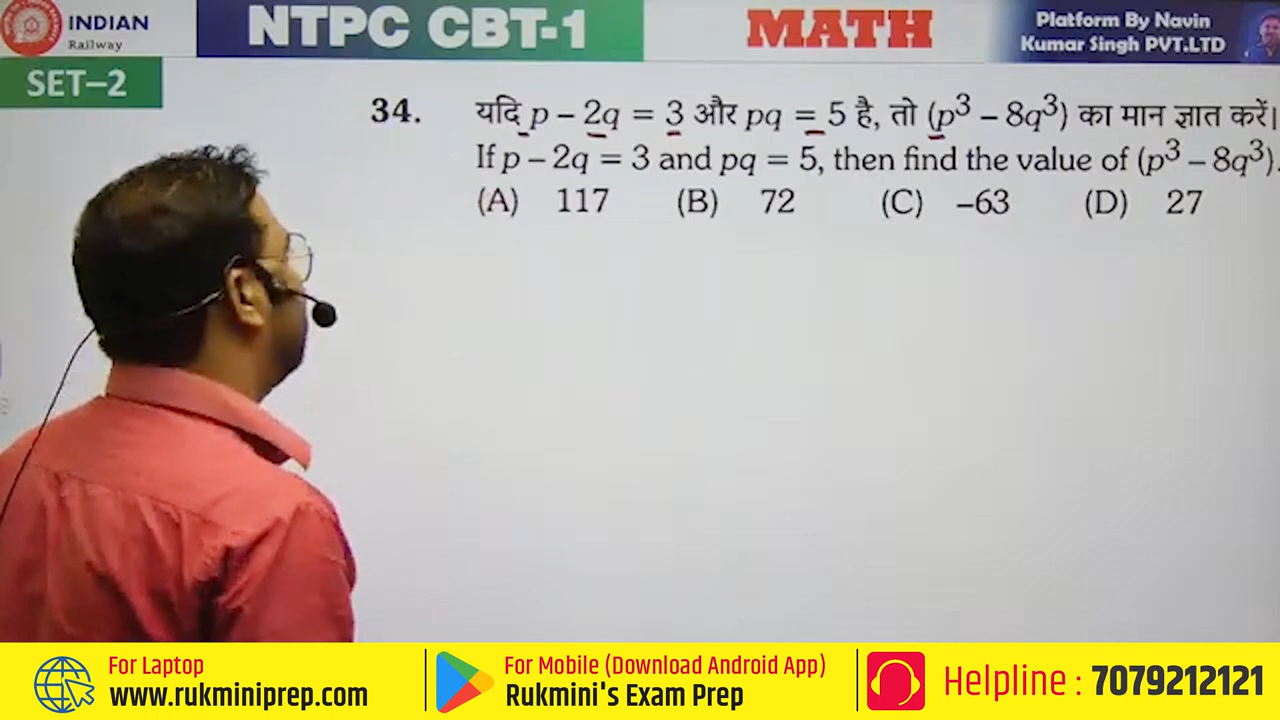 INDIAN
Railway
NTPC CBT-1
MATH
Platform By Navin
Kumar Singh PVT.LTD
SET–2
34. यदि p – 2q = 3 और pq = 5 है, तो (p³ – 8q³) का मान ज्ञात करें।
If p – 2q = 3 and pq = 5, then find the value of (p³ – 8q³).
(A) 117 (B) 72 (C) –63 (D) 27
For Laptop
www.rukminiprep.com
For Mobile (Download Android App)
Rukmini's Exam Prep
Helpline : 7079212121